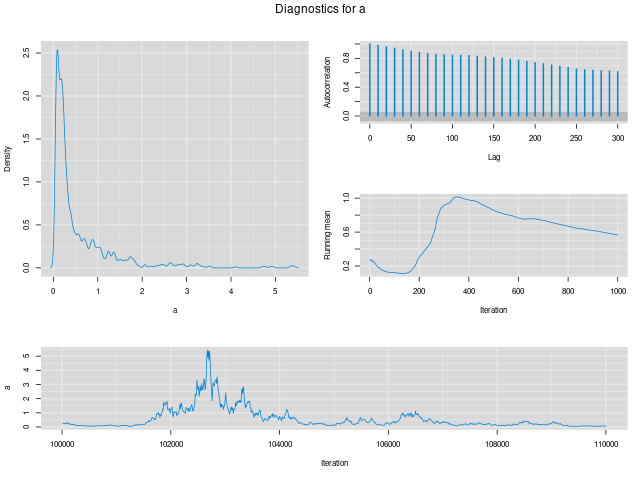 Diagnostics for a
Density
0.0 0.5 1.0 1.5 2.0 2.5
0 1 2 3 4 5
a
Autocorrelation
0.0 0.4 0.8
0 50 100 150 200 250 300
Lag
Running mean
0.2 0.6 1.0
0 200 400 600 800 1000
Iteration
a
0 1 2 3 4 5
100000 102000 104000 106000 108000 110000
Iteration